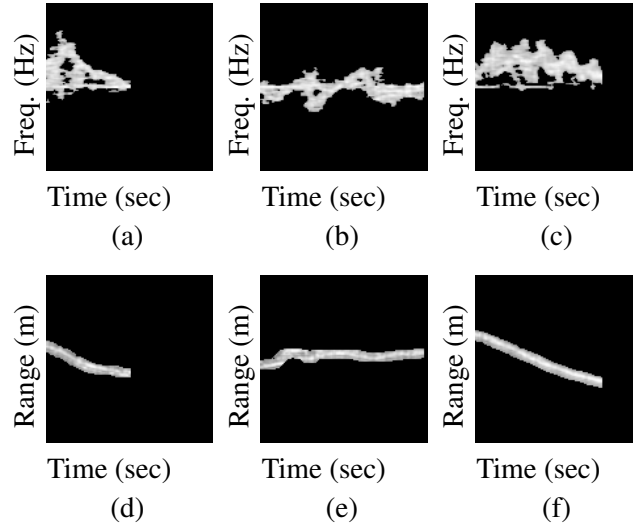 Freq. (Hz) Freq. (Hz) Freq. (Hz)
Time (sec) Time (sec) Time (sec)
(a) (b) (c)
Range (m) Range (m) Range (m)
Time (sec) Time (sec) Time (sec)
(d) (e) (f)